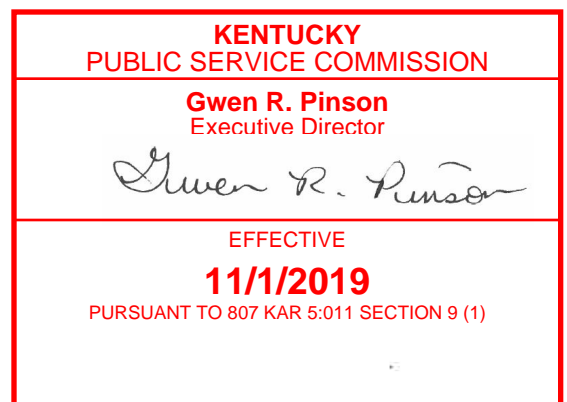 KENTUCKY
PUBLIC SERVICE COMMISSION
Gwen R. Pinson
Executive Director
Gwen R. Pinson
EFFECTIVE
11/1/2019
PURSUANT TO 807 KAR 5:011 SECTION 9 (1)